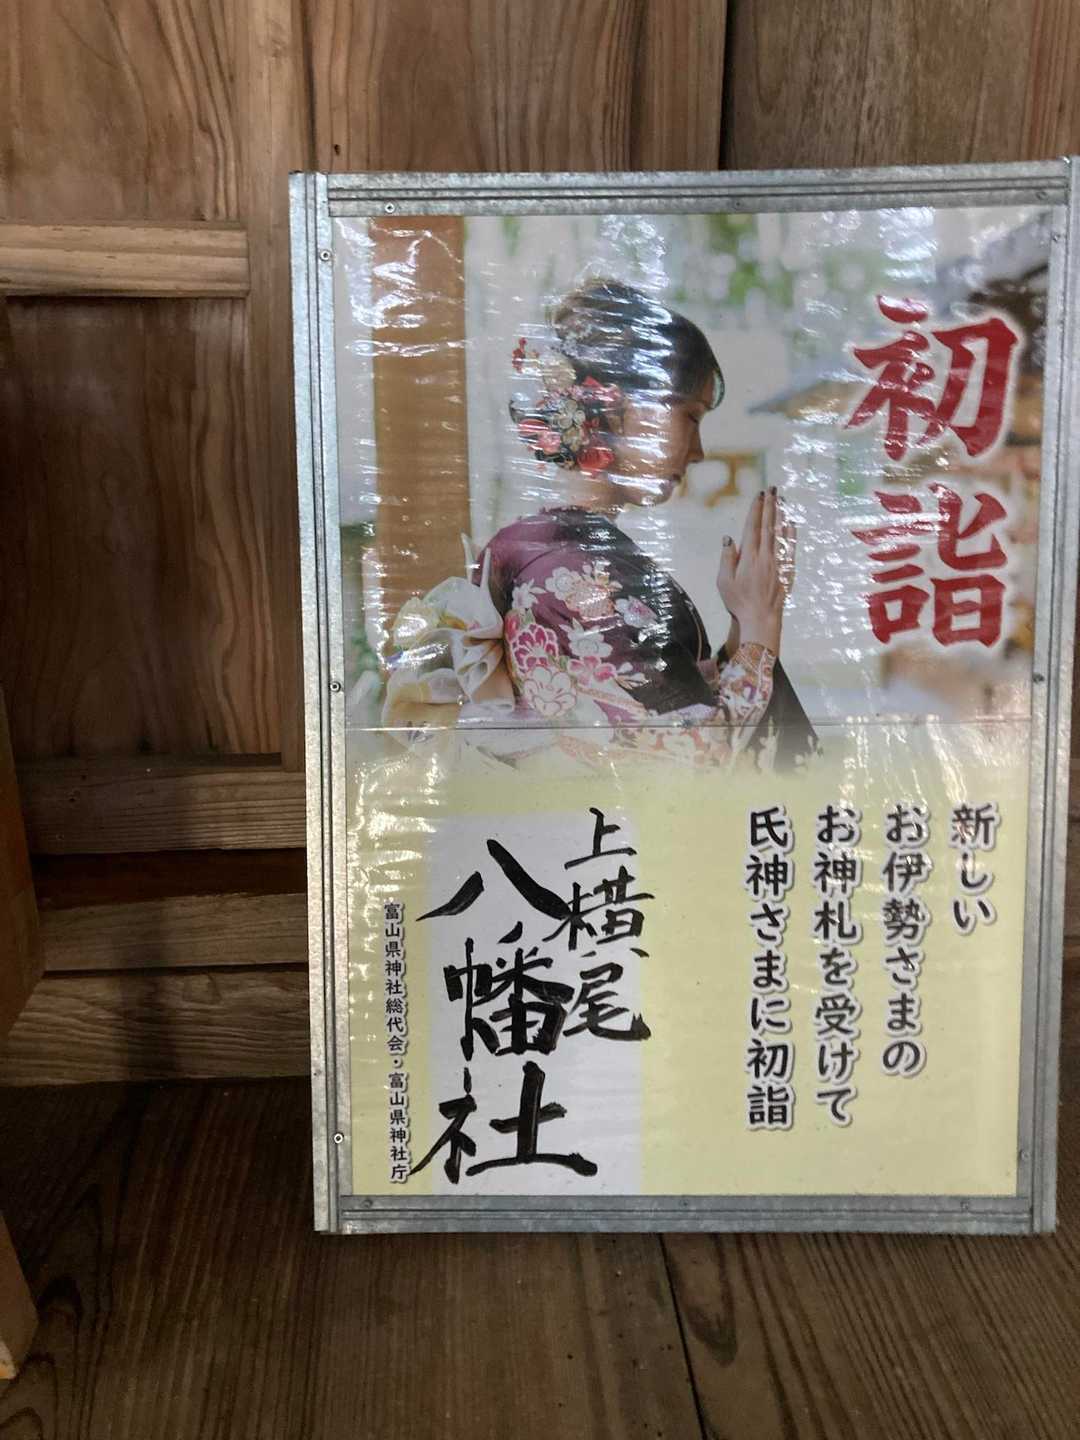 初詣
新しい
お伊勢さまの
お神札を受けて
氏神さまに初詣
上横尾
八幡社
富山県神社総代会・富山県神社庁